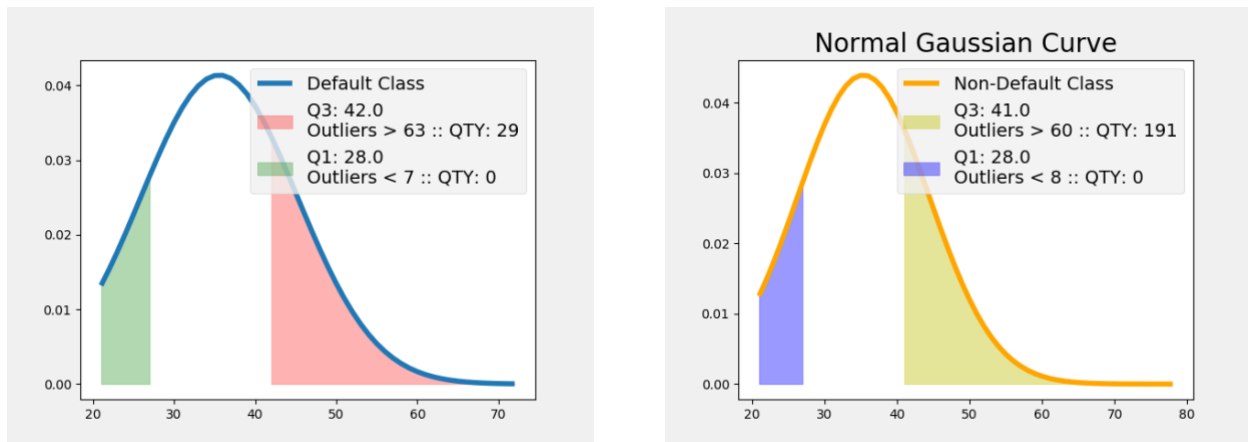 Default Class
Q3: 42.0
Outliers > 63 :: QTY: 29
Q1: 28.0
Outliers < 7 :: QTY: 0
0.04
0.03
0.02
0.01
0.00
20 30 40 50 60 70
Normal Gaussian Curve
Non-Default Class
Q3: 41.0
Outliers > 60 :: QTY: 191
Q1: 28.0
Outliers < 8 :: QTY: 0
0.04
0.03
0.02
0.01
0.00
20 30 40 50 60 70 80